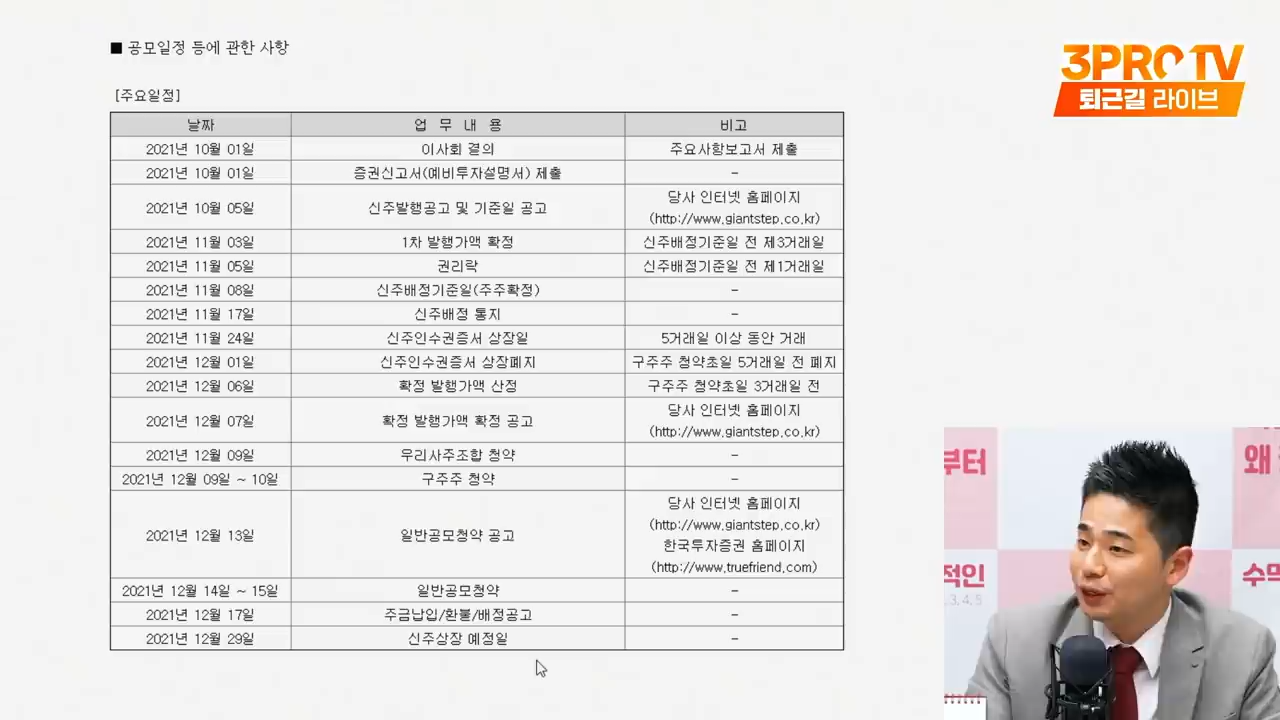 ■ 공모일정 등에 관한 사항
3PRO TV
퇴근길 라이브
[주요일정]
날짜 업 무 내 용 비고
2021년 10월 01일 이사회 결의 주요사항보고서 제출
2021년 10월 01일 증권신고서(예비투자설명서) 제출 -
2021년 10월 05일 신주발행공고 및 기준일 공고 당사 인터넷 홈페이지
(http://www.giantstep.co.kr)
2021년 11월 03일 1차 발행가액 확정 신주배정기준일 전 제3거래일
2021년 11월 05일 권리락 신주배정기준일 전 제1거래일
2021년 11월 08일 신주배정기준일(주주확정) -
2021년 11월 17일 신주배정 통지 -
2021년 11월 24일 신주인수권증서 상장일 5거래일 이상 동안 거래
2021년 12월 01일 신주인수권증서 상장폐지 구주주 청약초일 5거래일 전 폐지
2021년 12월 06일 확정 발행가액 산정 구주주 청약초일 3거래일 전
2021년 12월 07일 확정 발행가액 확정 공고 당사 인터넷 홈페이지
(http://www.giantstep.co.kr)
2021년 12월 09일 우리사주조합 청약 -
2021년 12월 09일 ~ 10일 구주주 청약 -
2021년 12월 13일 일반공모청약 공고 당사 인터넷 홈페이지
(http://www.giantstep.co.kr)
한국투자증권 홈페이지
(http://www.truefriend.com)
2021년 12월 14일 ~ 15일 일반공모청약 -
2021년 12월 17일 주금납입/환불/배정공고 -
2021년 12월 29일 신주상장 예정일 -
부터
왜
적인
3, 4, 5